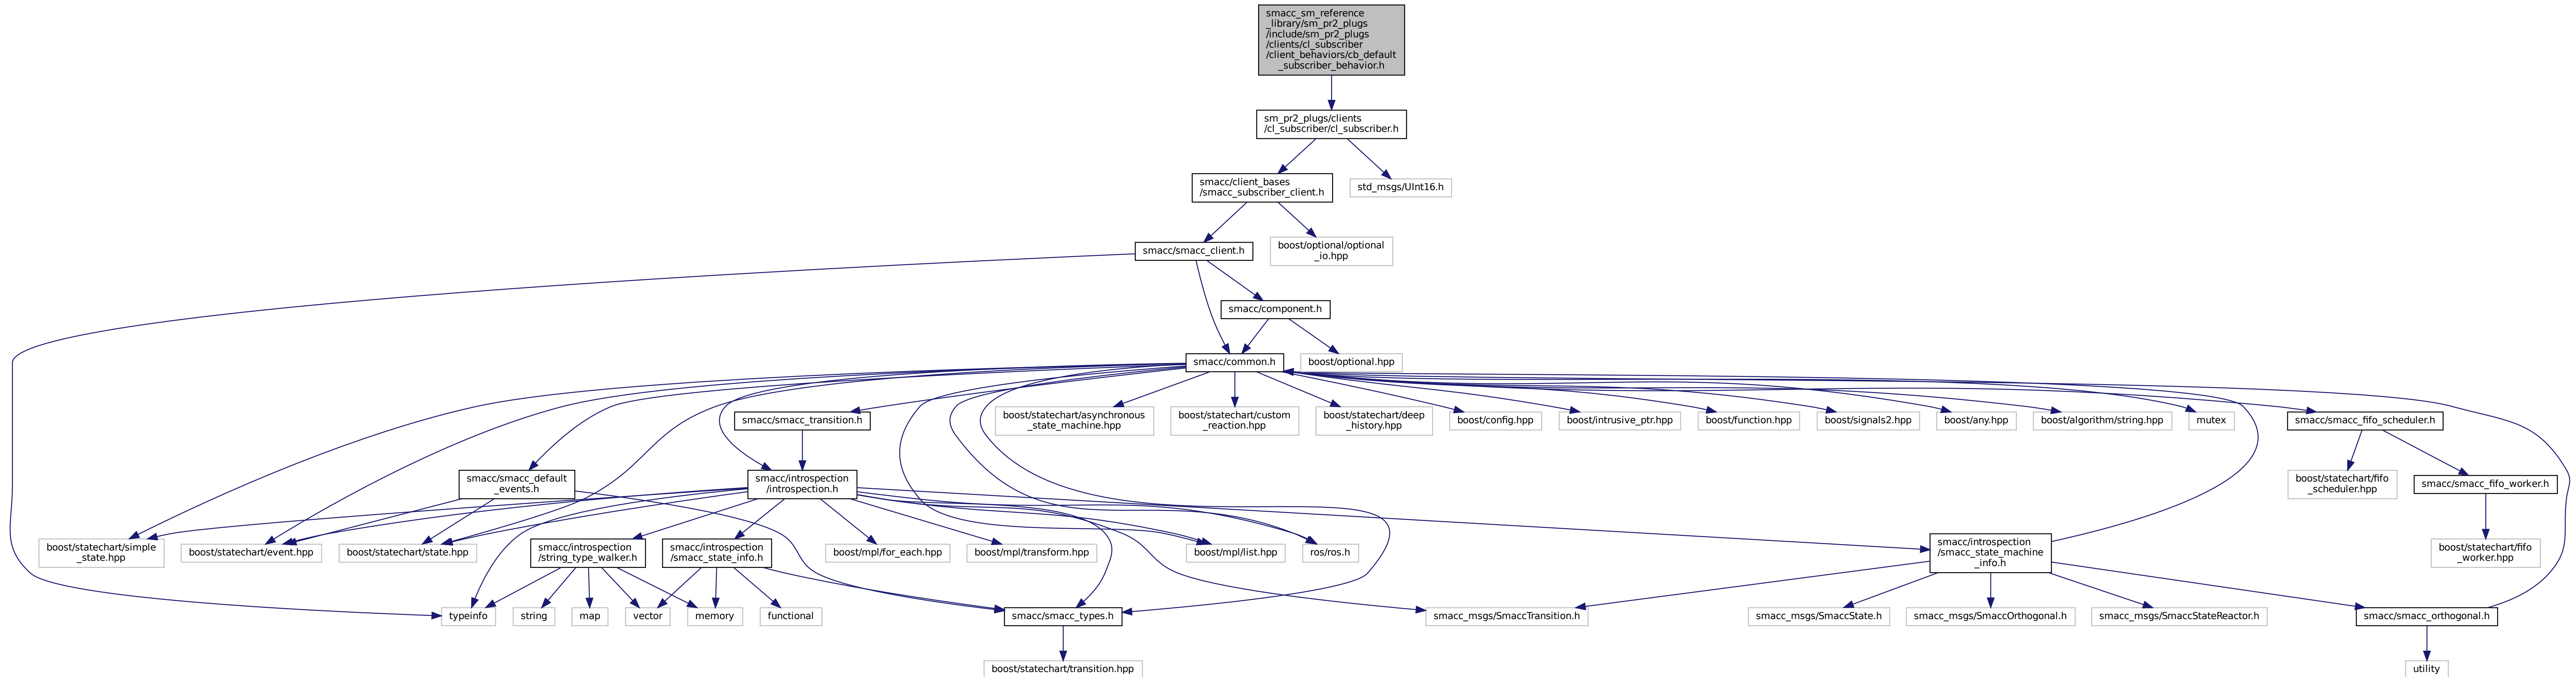 smacc_sm_reference
_library/sm_pr2_plugs
/include/sm_pr2_plugs
/clients/cl_subscriber
/client_behaviors/cb_default
_subscriber_behavior.h
sm_pr2_plugs/clients
/cl_subscriber/cl_subscriber.h
smacc/client_bases
/smacc_subscriber_client.h
std_msgs/UInt16.h
smacc/smacc_client.h
boost/optional/optional
_io.hpp
smacc/component.h
smacc/common.h
boost/optional.hpp
smacc/smacc_transition.h
boost/statechart/asynchronous
_state_machine.hpp
boost/statechart/custom
_reaction.hpp
boost/statechart/deep
_history.hpp
boost/config.hpp
boost/intrusive_ptr.hpp
boost/function.hpp
boost/signals2.hpp
boost/any.hpp
boost/algorithm/string.hpp
mutex
smacc/smacc_fifo_scheduler.h
smacc/smacc_default
_events.h
smacc/introspection
/introspection.h
boost/statechart/fifo
_scheduler.hpp
smacc/smacc_fifo_worker.h
boost/statechart/simple
_state.hpp
boost/statechart/event.hpp
boost/statechart/state.hpp
smacc/introspection
/string_type_walker.h
smacc/introspection
/smacc_state_info.h
boost/mpl/for_each.hpp
boost/mpl/transform.hpp
boost/mpl/list.hpp
ros/ros.h
smacc/introspection
/smacc_state_machine
_info.h
boost/statechart/fifo
_worker.hpp
typeinfo
string
map
vector
memory
functional
smacc/smacc_types.h
smacc_msgs/SmaccTransition.h
smacc_msgs/SmaccState.h
smacc_msgs/SmaccOrthogonal.h
smacc_msgs/SmaccStateReactor.h
smacc/smacc_orthogonal.h
boost/statechart/transition.hpp
utility